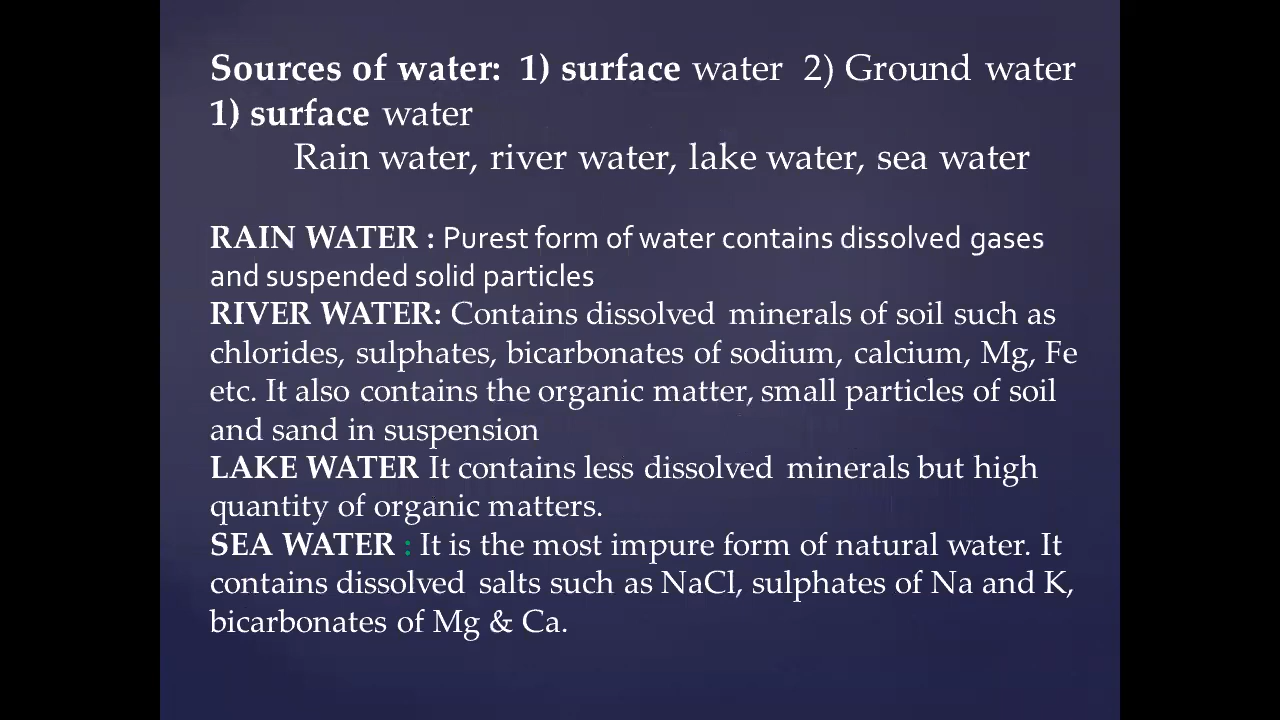 Sources of water: 1) surface water 2) Ground water
1) surface water
Rain water, river water, lake water, sea water
RAIN WATER : Purest form of water contains dissolved gases
and suspended solid particles
RIVER WATER: Contains dissolved minerals of soil such as
chlorides, sulphates, bicarbonates of sodium, calcium, Mg, Fe
etc. It also contains the organic matter, small particles of soil
and sand in suspension
LAKE WATER It contains less dissolved minerals but high
quantity of organic matters.
SEA WATER : It is the most impure form of natural water. It
contains dissolved salts such as NaCl, sulphates of Na and K,
bicarbonates of Mg & Ca.